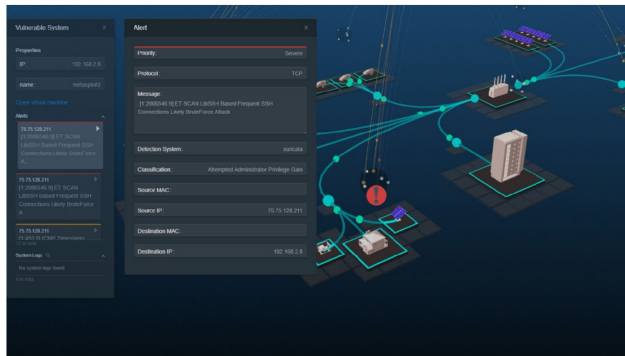 Vulnerable System
Properties
IP: 192.168.2.8
name: metasploit2
Open virtual machine
Alerts
75.75.128.211
[1:2006546:9] ET SCAN
LibSSH Based Frequent SSH
Connections Likely BruteForce
A...
75.75.128.211
[1:2006546:9] ET SCAN
LibSSH Based Frequent SSH
Connections Likely BruteForce
A
75.75.128.211
System Logs
No system logs found
Alert
Priority: Severe
Protocol: TCP
Message:
[1:2006546:9] ET SCAN LibSSH Based Frequent SSH
Connections Likely BruteForce Attack
Detection System: suricata
Classification: Attempted Administrator Privilege Gain
Source MAC:
Source IP: 75.75.128.211
Destination MAC:
Destination IP: 192.168.2.8